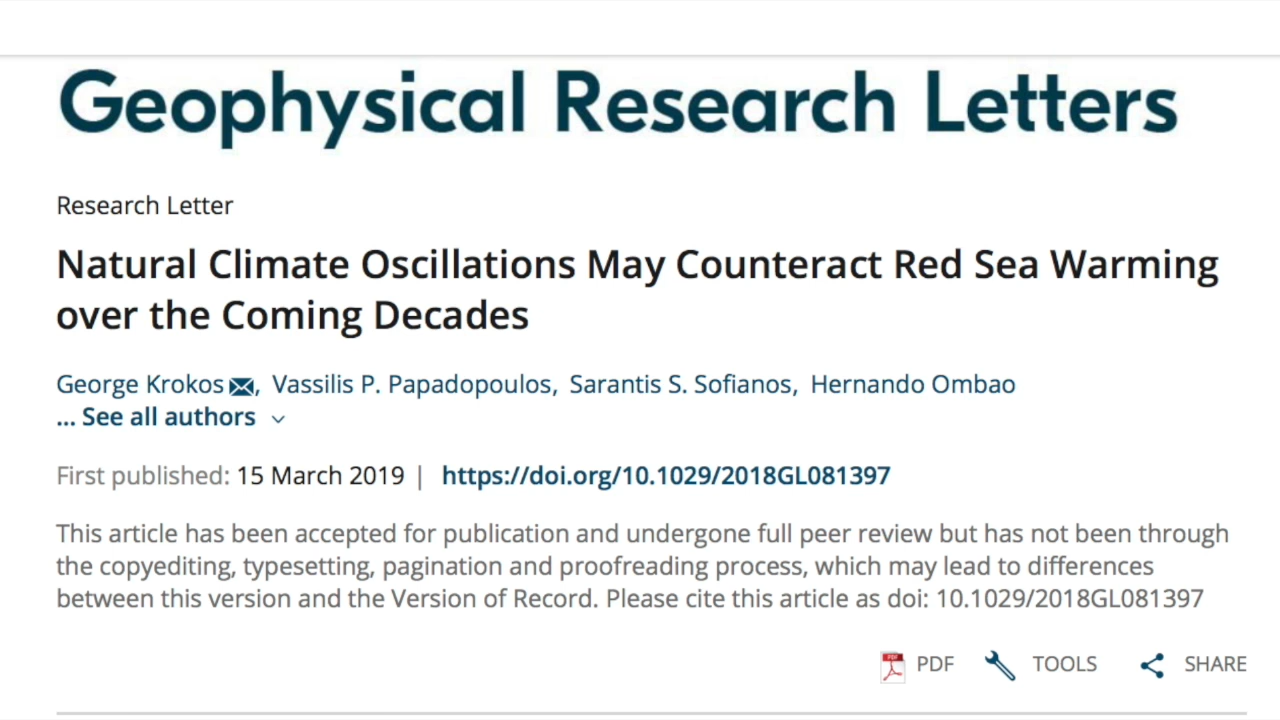 Geophysical Research Letters
Research Letter
Natural Climate Oscillations May Counteract Red Sea Warming
over the Coming Decades
George Krokos, Vassilis P. Papadopoulos, Sarantis S. Sofianos, Hernando Ombao
... See all authors
First published: 15 March 2019 | https://doi.org/10.1029/2018GL081397
This article has been accepted for publication and undergone full peer review but has not been through
the copyediting, typesetting, pagination and proofreading process, which may lead to differences
between this version and the Version of Record. Please cite this article as doi: 10.1029/2018GL081397
PDF TOOLS SHARE